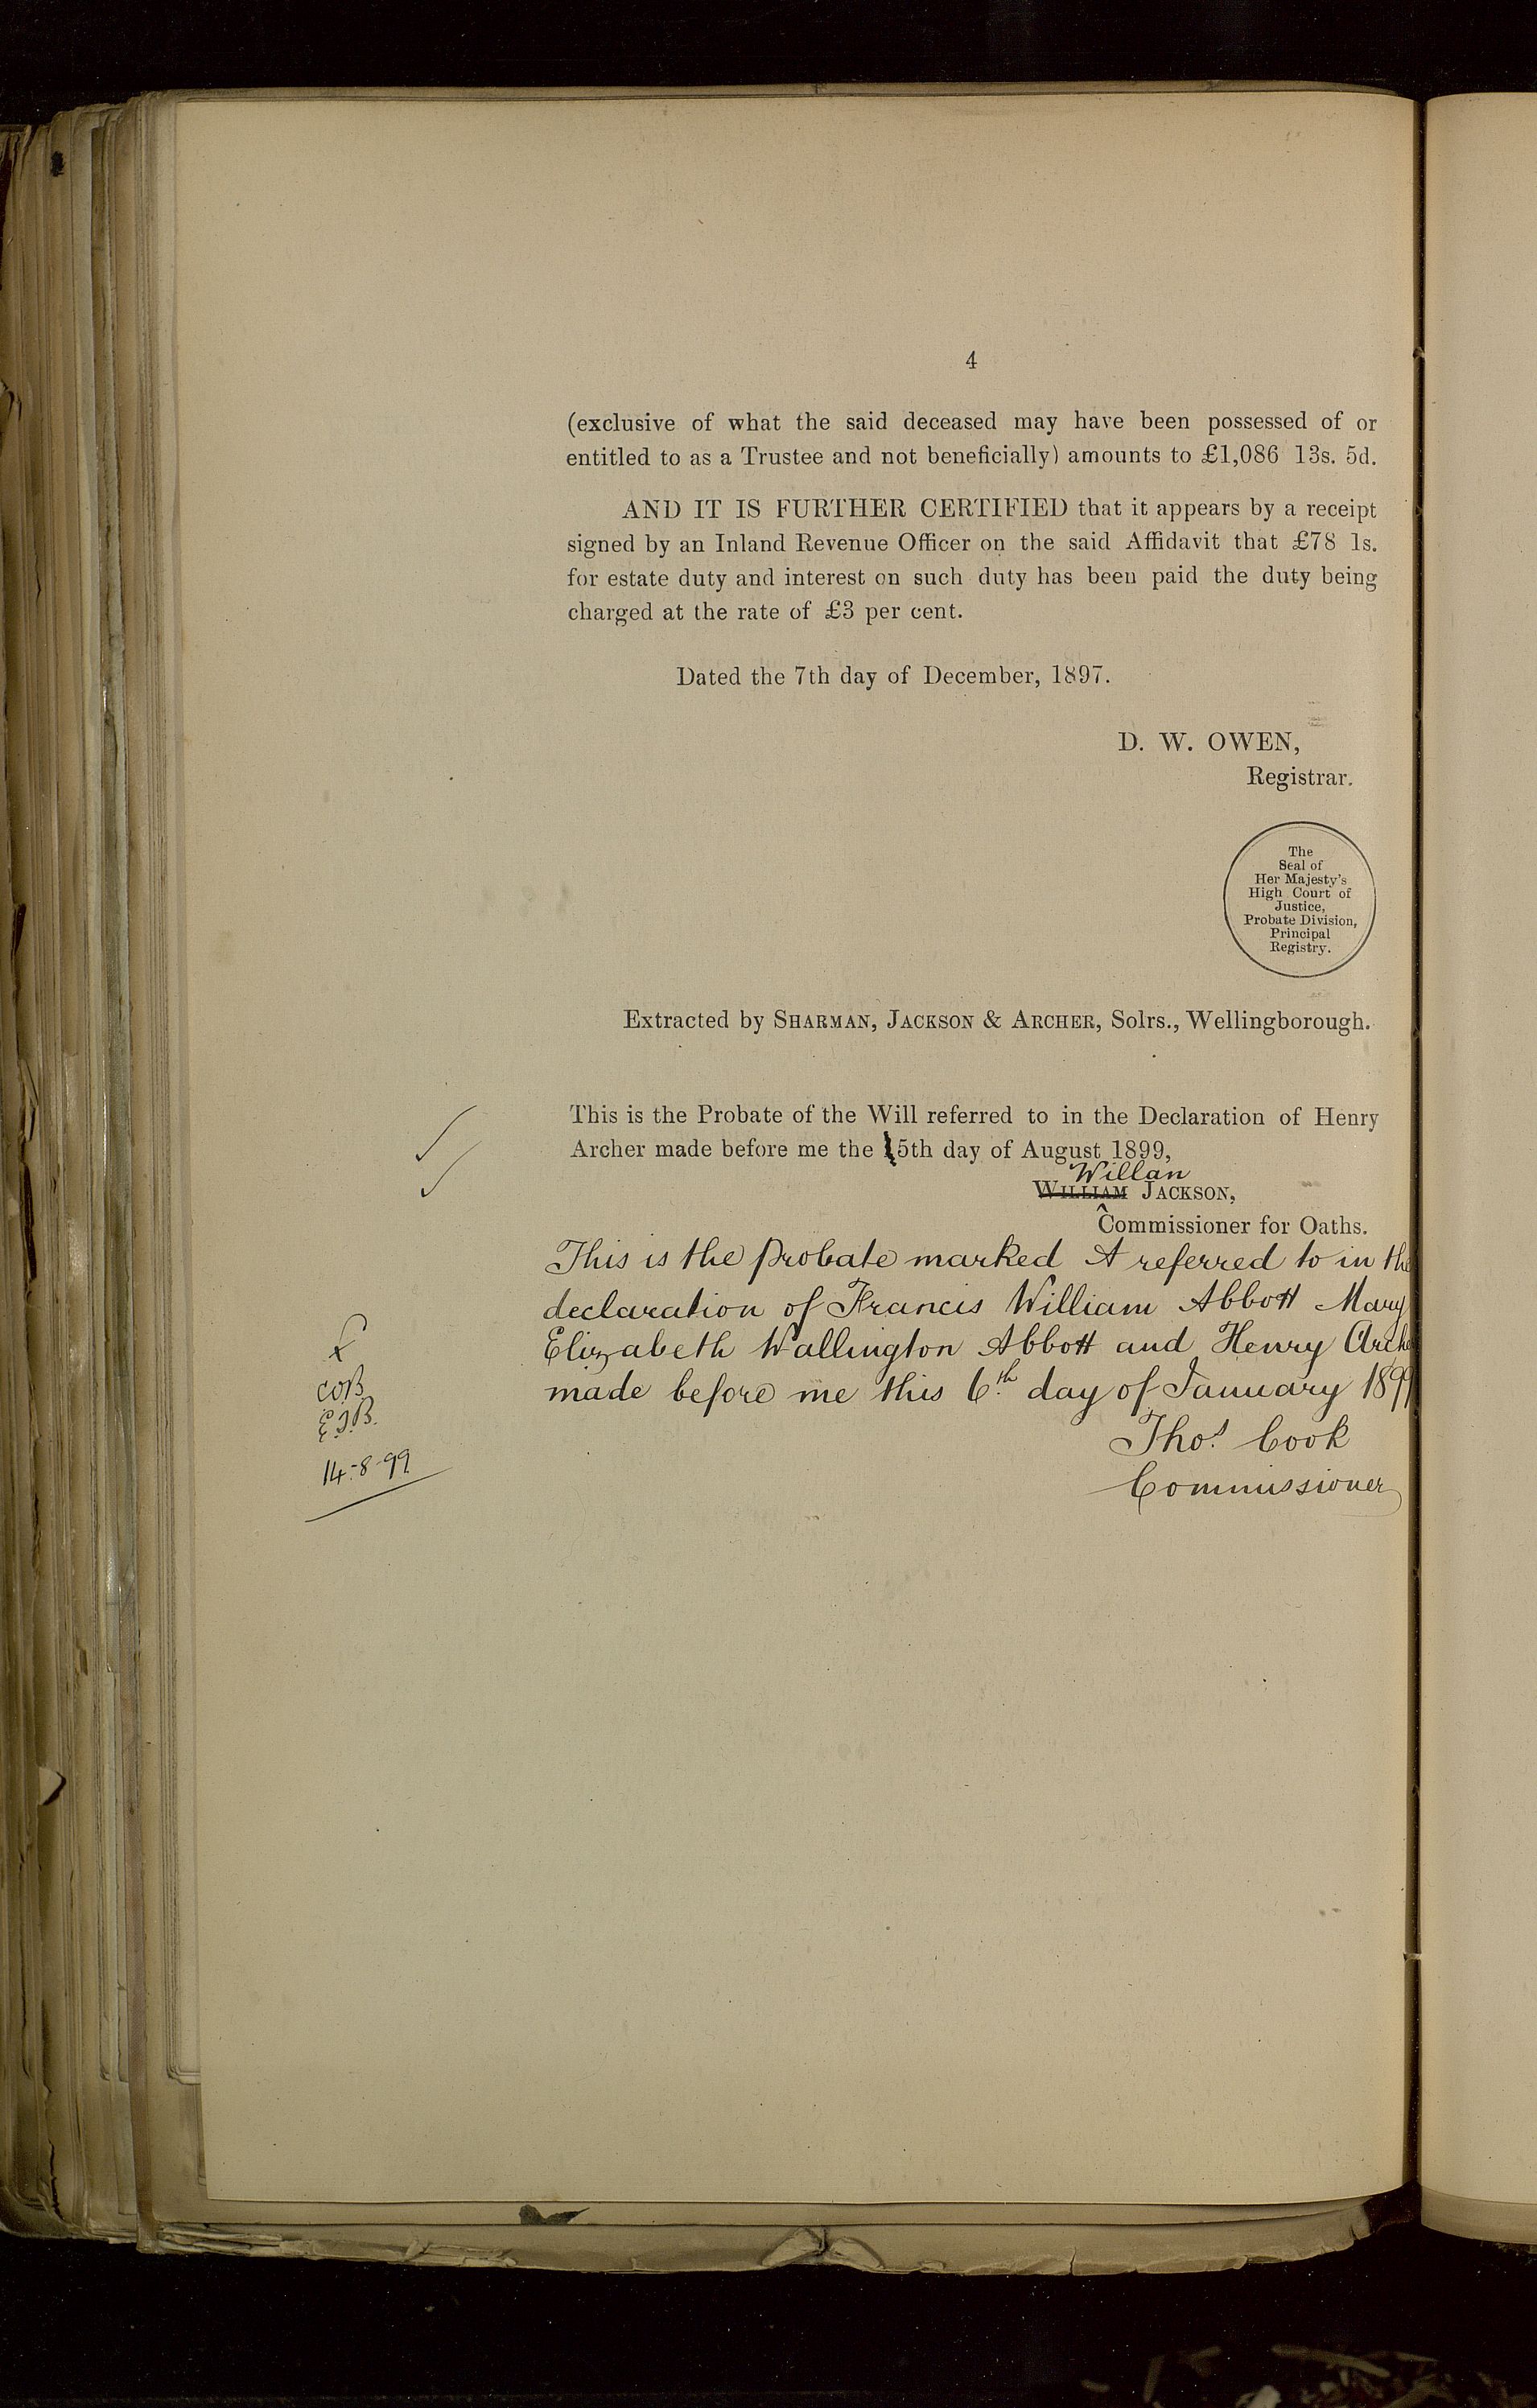 4
(exclusive of what the said deceased may have been possessed of or
entitled to as a Trustee and not beneficially) amounts to £1,086 13s. 5d.
AND IT IS FURTHER CERTIFIED that it appears by a receipt
signed by an Inland Revenue Officer on the said Affidavit that £78 1s.
for estate duty and interest on such duty has been paid the duty being
charged at the rate of £3 per cent.
Dated the 7th day of December, 1897.
D. W. OWEN,
Registrar.
The
Seal of
Her Majesty's
High Court of
Justice,
Probate Division,
Principal
Registry.
Extracted by SHARMAN, JACKSON & ARCHER, Solrs., Wellingborough.
This is the Probate of the Will referred to in the Declaration of Henry
Archer made before me the 5th day of August 1899,
Willan
WILLIAM JACKSON,
Commissioner for Oaths.
This is the Probate marked A referred to in the
declaration of Francis William Abbott Mary
Elizabeth Wallington Abbott and Henry Arche
made before me this 6th day of January 189
Thos. Cook
Commissioner
COB
E.J.B.
14-8-99